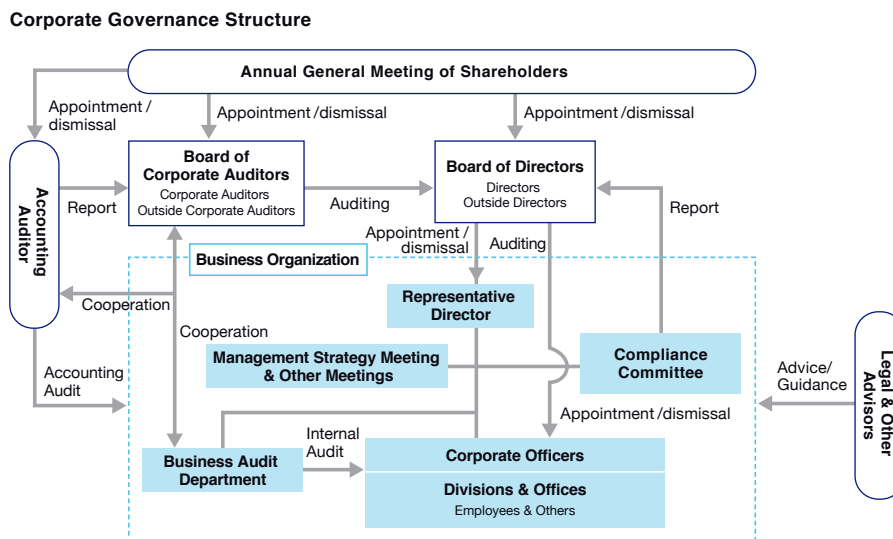 Corporate Governance Structure
Annual General Meeting of Shareholders
Appointment /
dismissal
Appointment /dismissal
Appointment /dismissal
Accounting
Auditor
Board of
Corporate Auditors
Corporate Auditors
Outside Corporate Auditors
Board of Directors
Directors
Outside Directors
Report
Auditing
Report
Appointment /
dismissal
Auditing
Business Organization
Representative
Director
Cooperation
Cooperation
Management Strategy Meeting
& Other Meetings
Compliance
Committee
Accounting
Audit
Advice/
Guidance
Legal & Other
Advisors
Appointment /dismissal
Internal
Audit
Business Audit
Department
Corporate Officers
Divisions & Offices
Employees & Others